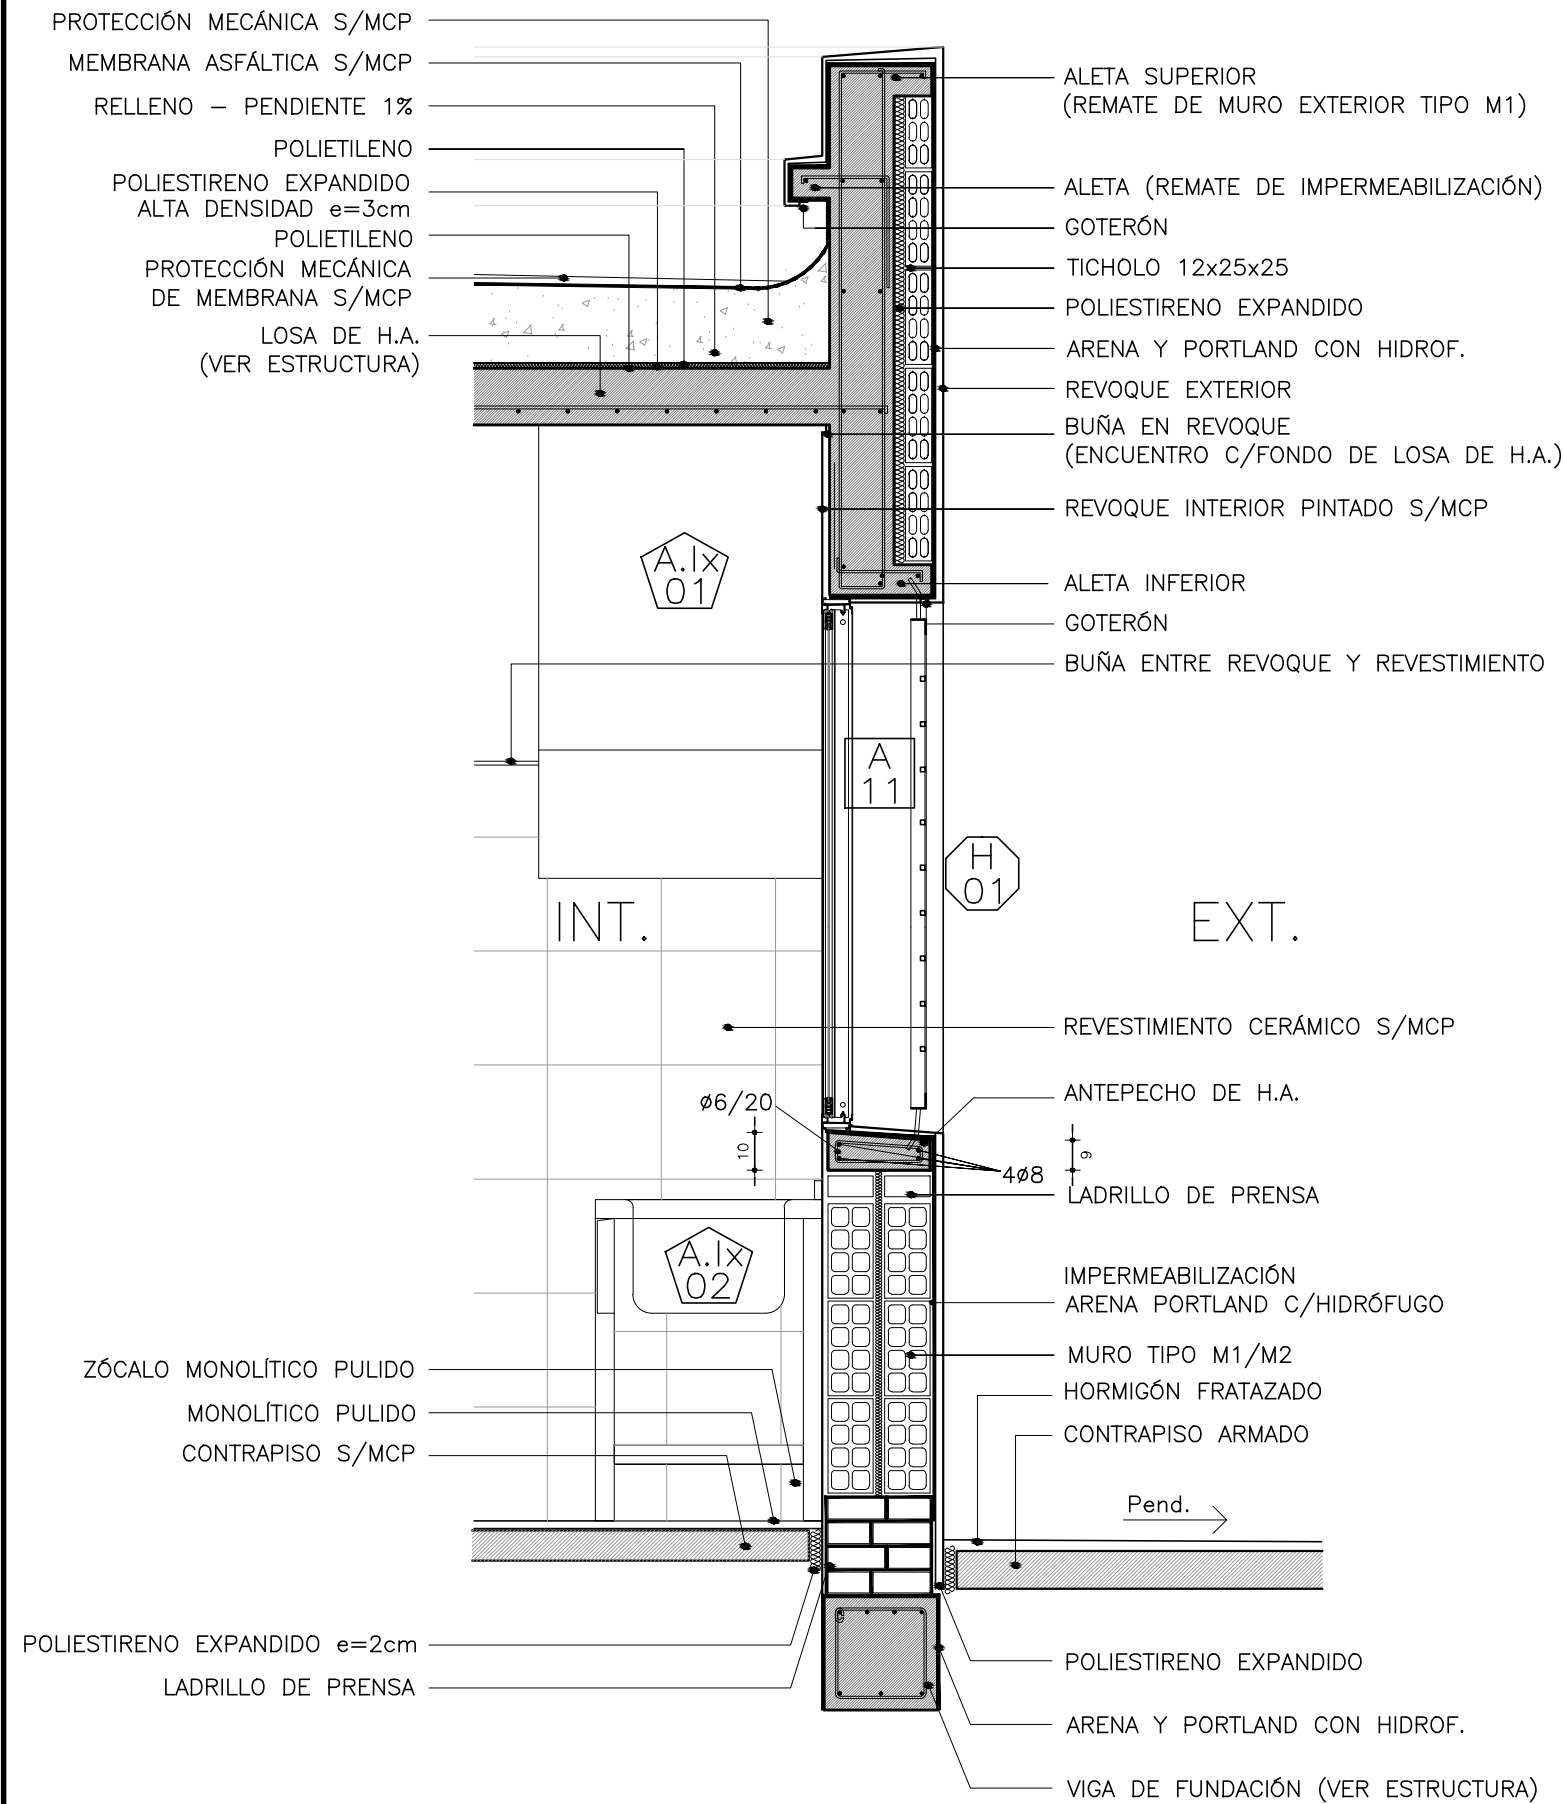 PROTECCIÓN MECÁNICA S/MCP
MEMBRANA ASFÁLTICA S/MCP
RELLENO – PENDIENTE 1%
POLIETILENO
POLIESTIRENO EXPANDIDO
ALTA DENSIDAD e=3cm
POLIETILENO
PROTECCIÓN MECÁNICA
DE MEMBRANA S/MCP
LOSA DE H.A.
(VER ESTRUCTURA)
ALETA SUPERIOR
(REMATE DE MURO EXTERIOR TIPO M1)
ALETA (REMATE DE IMPERMEABILIZACIÓN)
GOTERÓN
TICHOLO 12x25x25
POLIESTIRENO EXPANDIDO
ARENA Y PORTLAND CON HIDROF.
REVOQUE EXTERIOR
BUÑA EN REVOQUE
(ENCUENTRO C/FONDO DE LOSA DE H.A.)
REVOQUE INTERIOR PINTADO S/MCP
ALETA INFERIOR
GOTERÓN
BUÑA ENTRE REVOQUE Y REVESTIMIENTO
A.Ix
01
A
11
H
01
INT.
EXT.
REVESTIMIENTO CERÁMICO S/MCP
ANTEPECHO DE H.A.
ø6/20
10
9
4ø8
LADRILLO DE PRENSA
A.Ix
02
IMPERMEABILIZACIÓN
ARENA PORTLAND C/HIDRÓFUGO
MURO TIPO M1/M2
HORMIGÓN FRATAZADO
CONTRAPISO ARMADO
Pend.
ZÓCALO MONOLÍTICO PULIDO
MONOLÍTICO PULIDO
CONTRAPISO S/MCP
POLIESTIRENO EXPANDIDO e=2cm
LADRILLO DE PRENSA
POLIESTIRENO EXPANDIDO
ARENA Y PORTLAND CON HIDROF.
VIGA DE FUNDACIÓN (VER ESTRUCTURA)